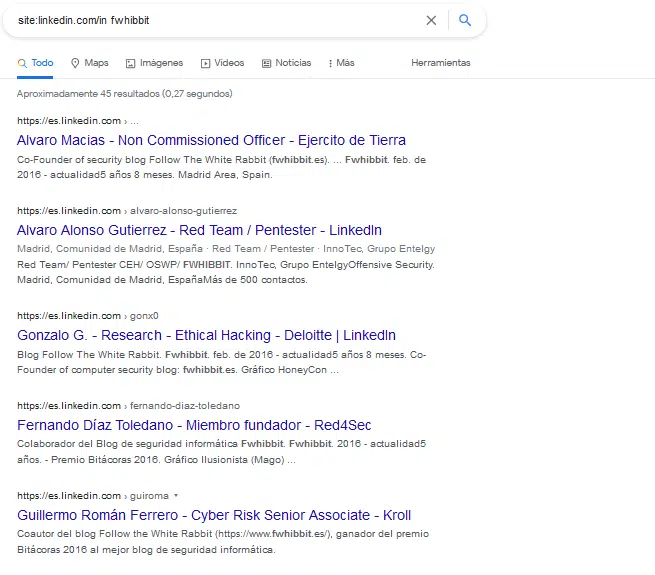 site:linkedin.com/in fwhibbit
Todo Maps Imágenes Videos Noticias Más Herramientas
Aproximadamente 45 resultados (0,27 segundos)
https://es.linkedin.com › ...
Alvaro Macias - Non Commissioned Officer - Ejercito de Tierra
Co-Founder of security blog Follow The White Rabbit (fwhibbit.es). ... Fwhibbit. feb. de
2016 - actualidad5 años 8 meses. Madrid Area, Spain.
https://es.linkedin.com › alvaro-alonso-gutierrez
Alvaro Alonso Gutierrez - Red Team / Pentester - LinkedIn
Madrid, Comunidad de Madrid, España · Red Team / Pentester · InnoTec, Grupo Entelgy
Red Team/ Pentester CEH/ OSWP/ FWHIBBIT. InnoTec, Grupo EntelgyOffensive Security.
Madrid, Comunidad de Madrid, EspañaMás de 500 contactos.
https://es.linkedin.com › gonx0
Gonzalo G. - Research - Ethical Hacking - Deloitte | LinkedIn
Blog Follow The White Rabbit. Fwhibbit. feb. de 2016 - actualidad5 años 8 meses. Co-
Founder of computer security blog: fwhibbit.es. Gráfico HoneyCon ...
https://es.linkedin.com › fernando-diaz-toledano
Fernando Díaz Toledano - Miembro fundador - Red4Sec
Colaborador del Blog de seguridad informática Fwhibbit. Fwhibbit. 2016 - actualidad5
años. - Premio Bitácoras 2016. Gráfico Ilusionista (Mago) ...
https://es.linkedin.com › guiroma
Guillermo Román Ferrero - Cyber Risk Senior Associate - Kroll
Coautor del blog Follow the White Rabbit (https://www.fwhibbit.es/), ganador del premio
Bitácoras 2016 al mejor blog de seguridad informática.